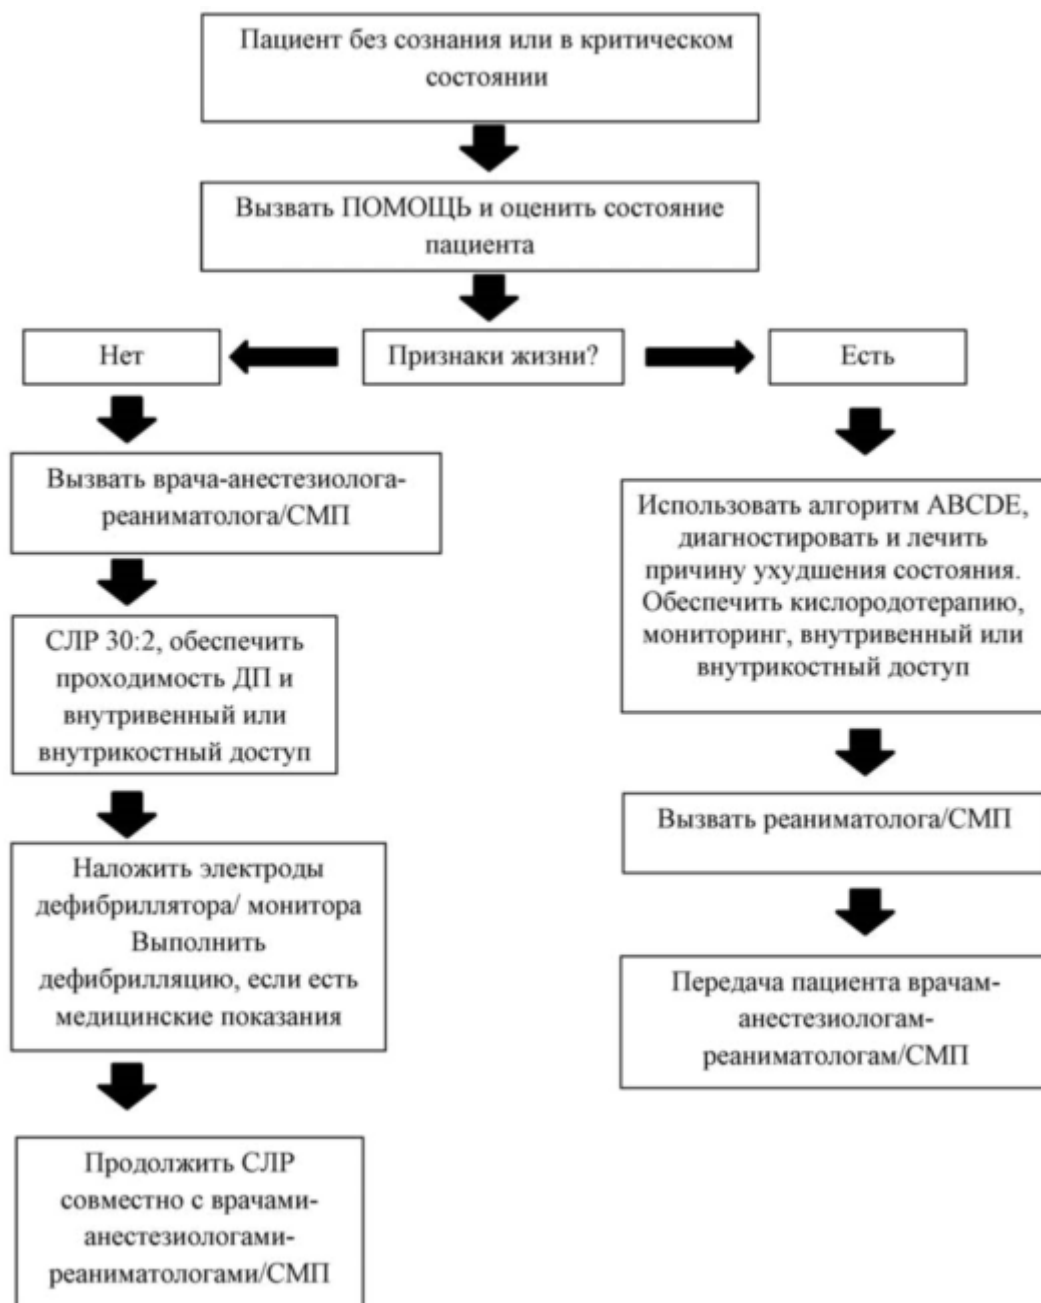 Пациент без сознания или в критическом
состоянии
Вызвать ПОМОЩЬ и оценить состояние
пациента
Нет
Признаки жизни?
Есть
Вызвать врача-анестезиолога-
реаниматолога/СМП
СЛР 30:2, обеспечить
проходимость ДП и
внутривенный или
внутрикостный доступ
Наложить электроды
дефибриллятора/ монитора
Выполнить
дефибрилляцию, если есть
медицинские показания
Продолжить СЛР
совместно с врачами-
анестезиологами-
реаниматологами/СМП
Использовать алгоритм ABCDE,
диагностировать и лечить
причину ухудшения состояния.
Обеспечить кислородотерапию,
мониторинг, внутривенный или
внутрикостный доступ
Вызвать реаниматолога/СМП
Передача пациента врачам-
анестезиологам-
реаниматологам/СМП